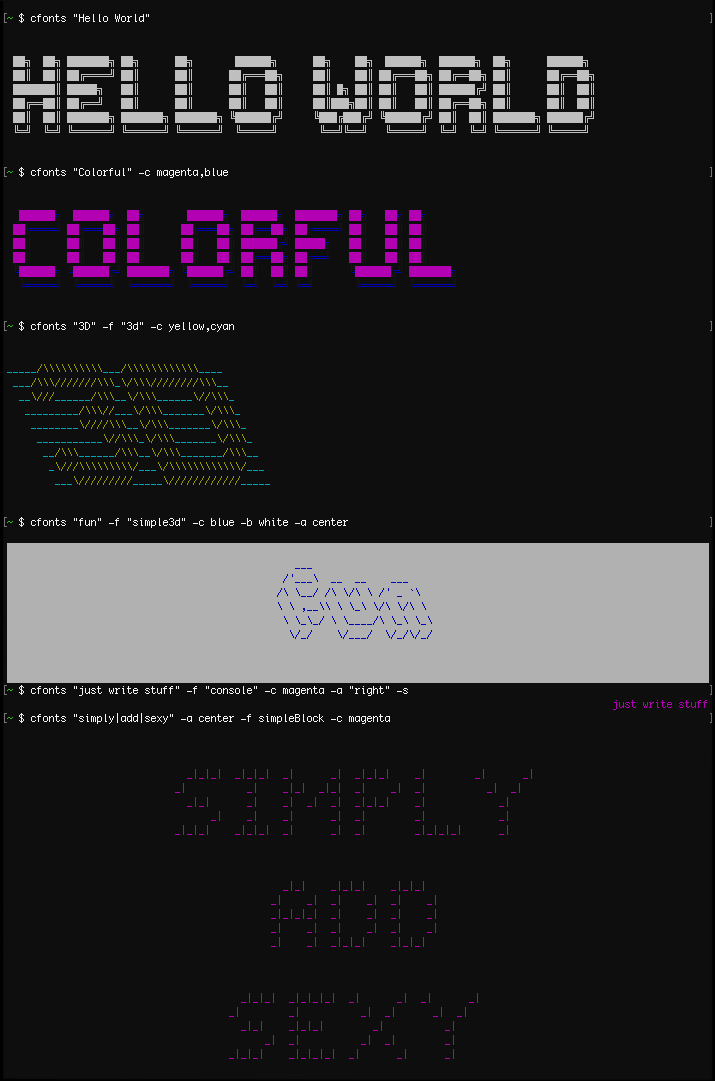 [~ $ cfonts "Hello World" ]
HELLO WORLD
[~ $ cfonts "Colorful" -c magenta,blue ]
COLORFUL
[~ $ cfonts "3D" -f "3d" -c yellow,cyan ]
3D
[~ $ cfonts "fun" -f "simple3d" -c blue -b white -a center ]
fun
[~ $ cfonts "just write stuff" -f "console" -c magenta -a "right" -s ]
just write stuff
[~ $ cfonts "simply|add|sexy" -a center -f simpleBlock -c magenta ]
SIMPLY
ADD
SEXY